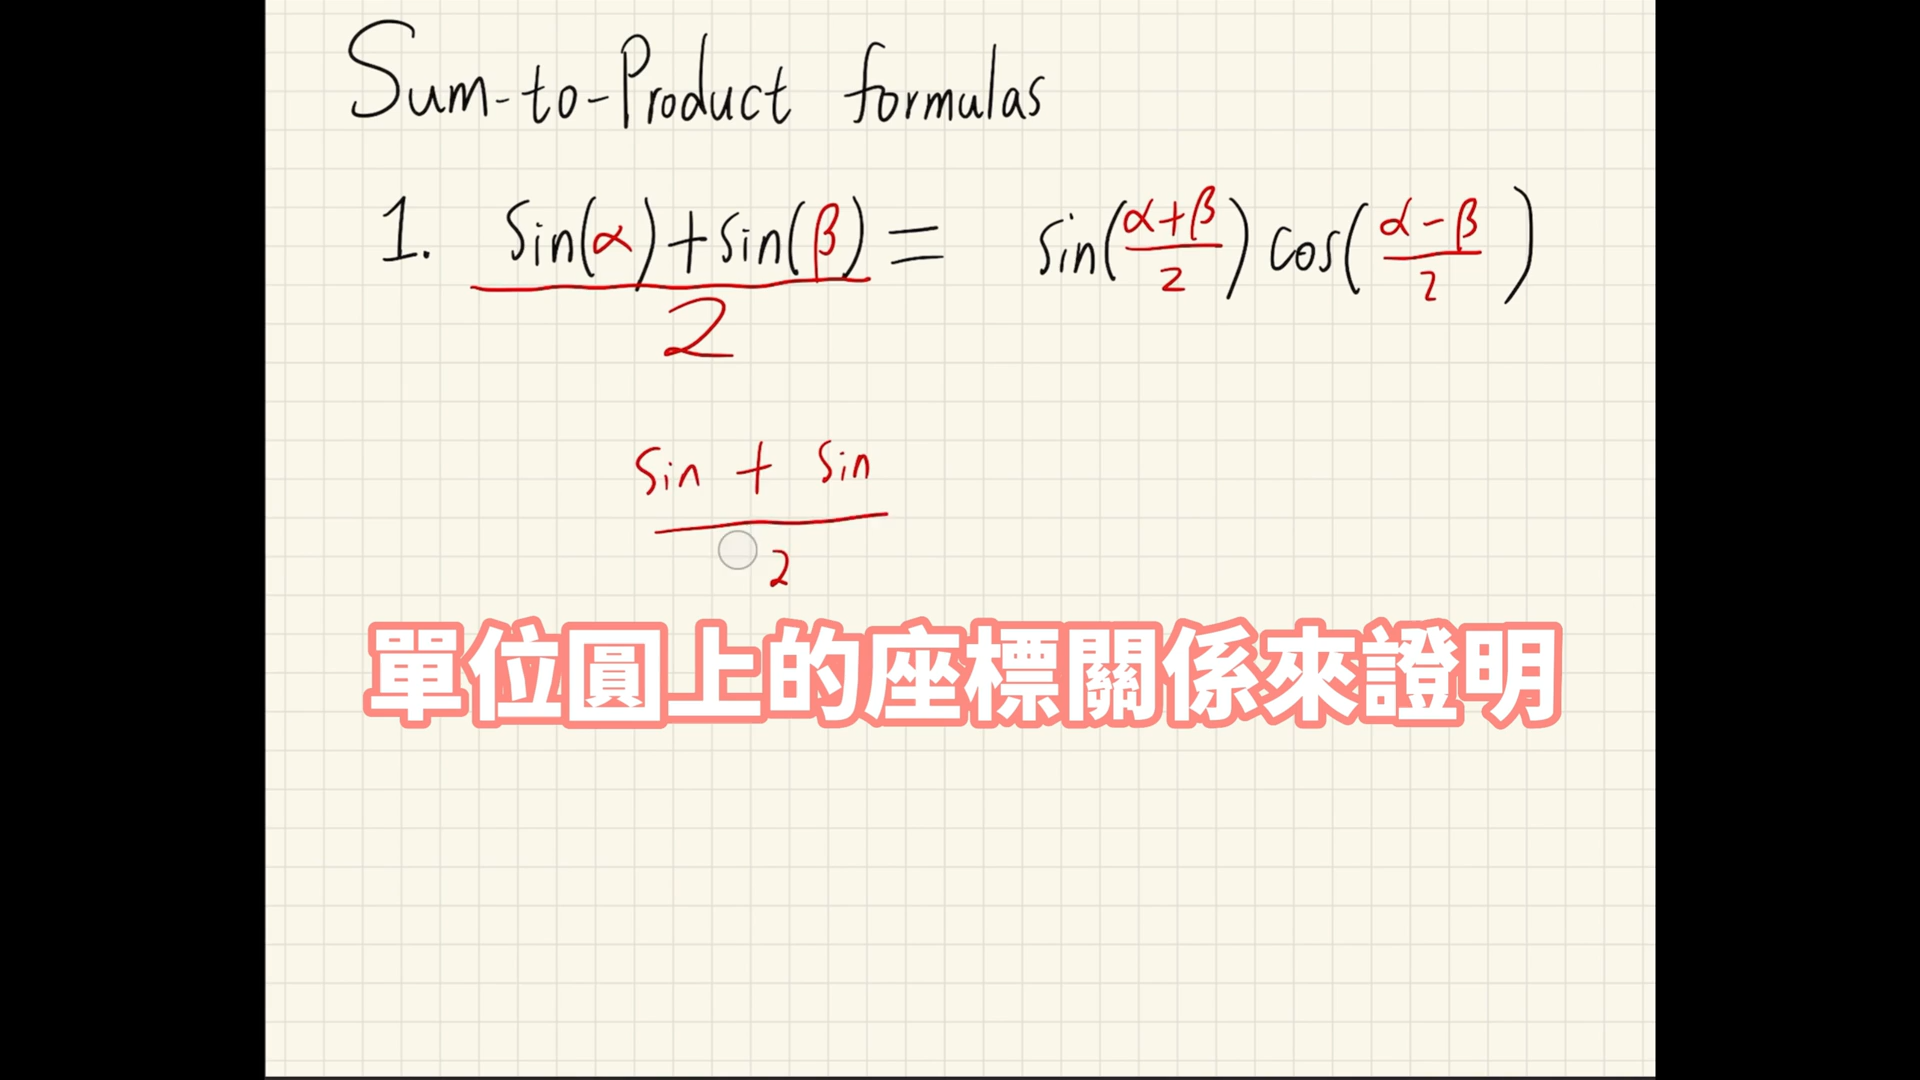 Sum-to-Product formulas
1. (sin(α)+sin(β))/2 = sin((α+β)/2) cos((α-β)/2)
sin + sin
2
單位圓上的座標關係來證明